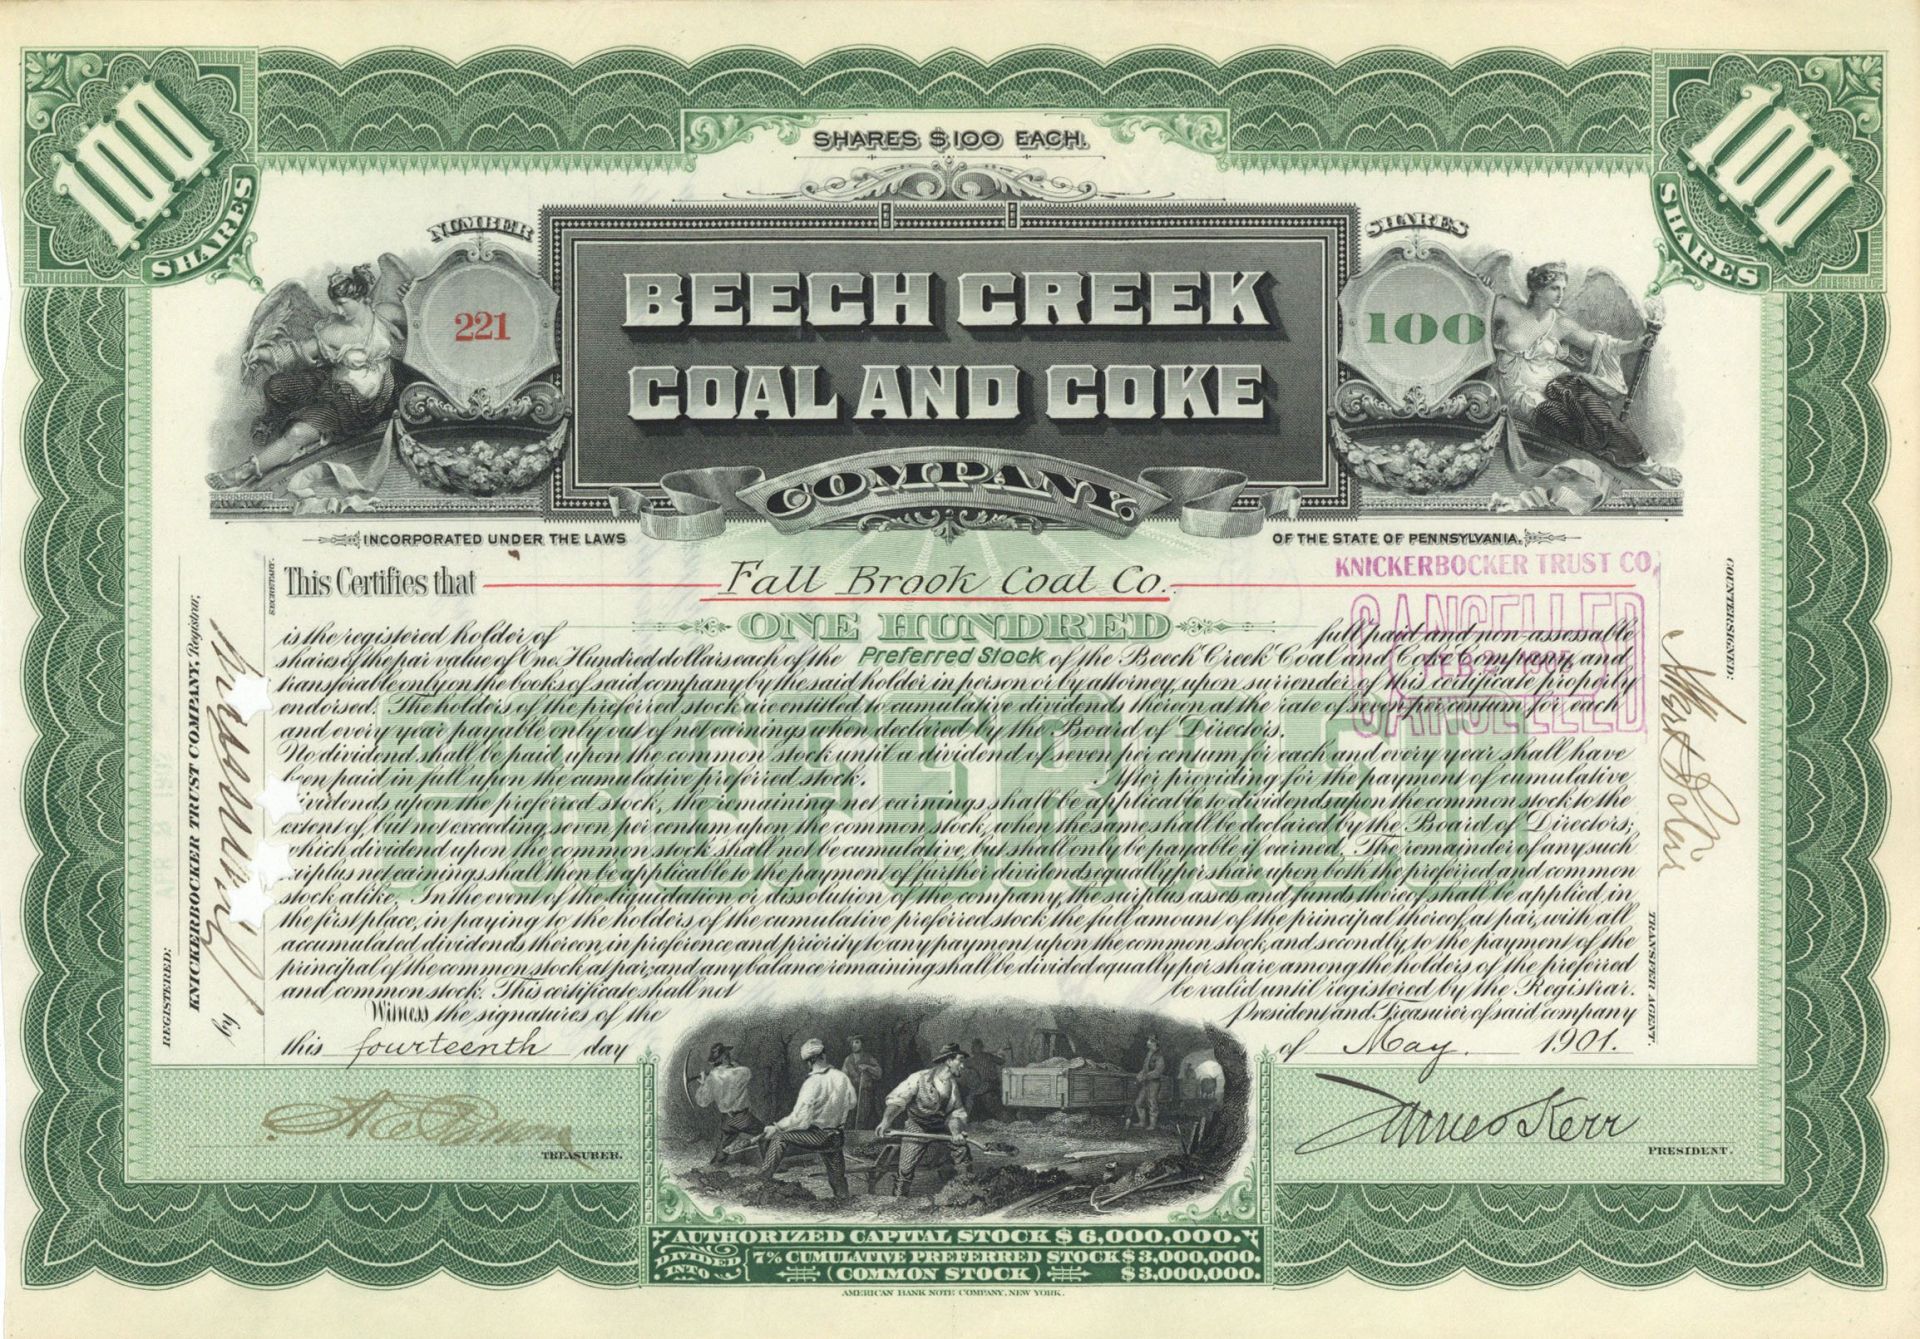 SHARES $100 EACH.
100
SHARES
100
SHARES
NUMBER
221
SHARES
100
BEECH CREEK
COAL AND COKE
COMPANY.
INCORPORATED UNDER THE LAWS OF THE STATE OF PENNSYLVANIA.
KNICKERBOCKER TRUST CO.
CANCELLED
CANCELLED
This Certifies that Fall Brook Coal Co.
is the registered holder of ONE HUNDRED full paid and non-assessable
shares of the par value of One Hundred dollars each of the Preferred Stock of the Beech Creek Coal and Coke Company, and
transferable only on the books of said company by the said holder in person or by attorney, upon surrender of this certificate properly
endorsed. The holders of the preferred stock are entitled to cumulative dividends thereon at the rate of seven per centum for each
and every year payable only out of net earnings when declared by the Board of Directors.
No dividend shall be paid upon the common stock until a dividend of seven per centum for each and every year shall have
been paid in full upon the cumulative preferred stock. After providing for the payment of cumulative
dividends upon the preferred stock, the remaining net earnings shall be applicable to dividends upon the common stock to the
extent of, but not exceeding, seven per centum upon the common stock, when the same shall be declared by the Board of Directors;
which dividend upon the common stock shall not be cumulative, but shall only be payable if earned. The remainder of any such
surplus net earnings shall then be applicable to the payment of further dividends equally per share upon both the preferred and common
stock alike. In the event of the liquidation or dissolution of the company, the surplus assets and funds thereof shall be applied in
the first place, in paying to the holders of the cumulative preferred stock the full amount of the principal thereof, at par, with all
accumulated dividends thereon, in preference and priority to any payment upon the common stock, and secondly, to the payment of the
principal of the common stock at par; and any balance remaining shall be divided equally per share among the holders of the preferred
and common stock. This certificate shall not be valid until registered by the Registrar.
Witness the signatures of the President and Treasurer of said company
this fourteenth day of May 1901.
PREFERRED
SECRETARY.
REGISTERED:
KNICKERBOCKER TRUST COMPANY, Registrar,
by
COUNTERSIGNED:
TRANSFER AGENT.
TREASURER.
James Kerr
PRESIDENT.
AUTHORIZED CAPITAL STOCK $6,000,000.
DIVIDED INTO
7% CUMULATIVE PREFERRED STOCK $3,000,000.
(COMMON STOCK) $3,000,000.
AMERICAN BANK NOTE COMPANY, NEW YORK.